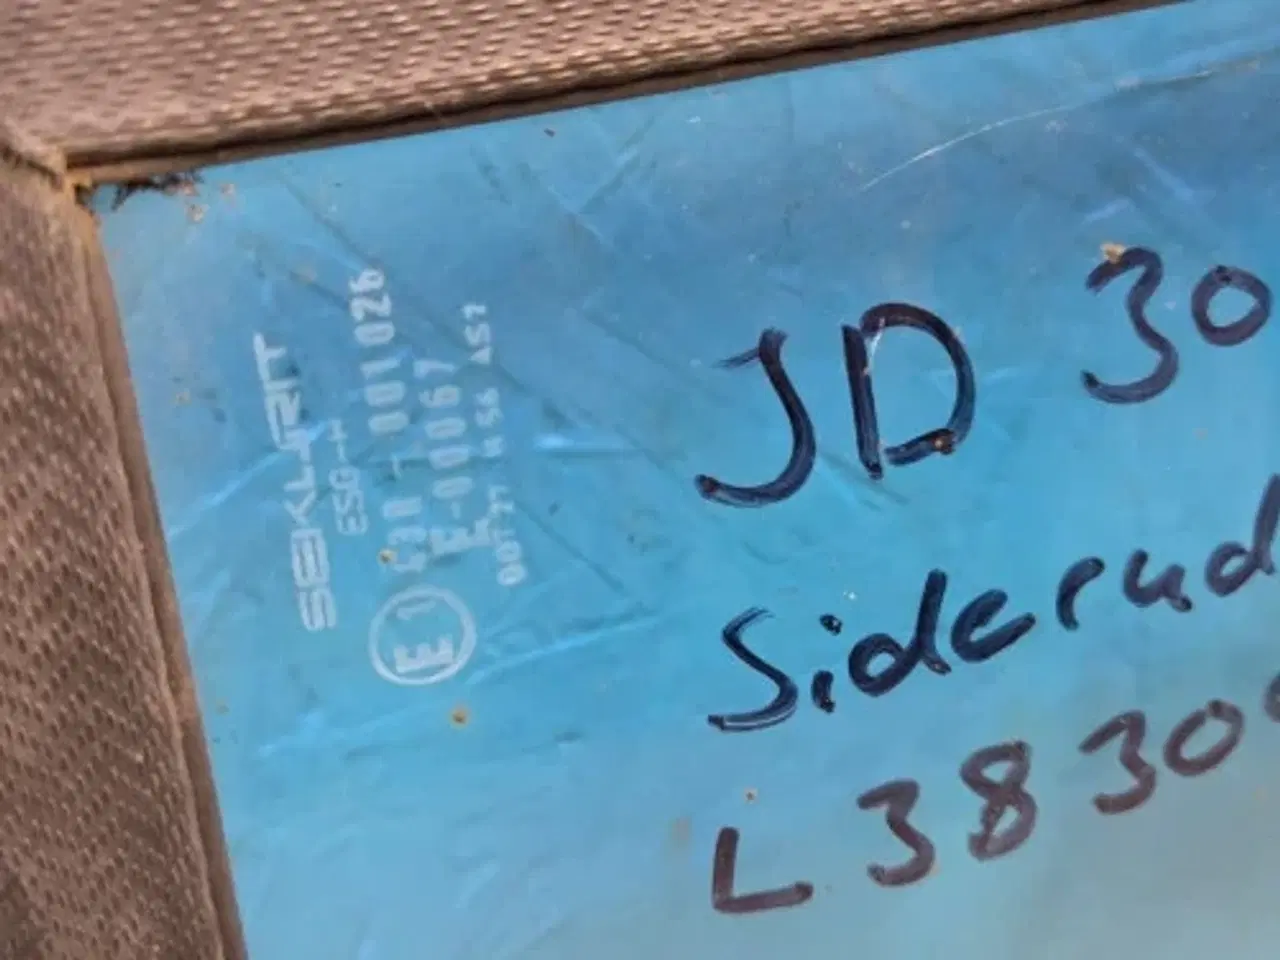 SEKURIT
ESG-H
43R-001026
E-00067
E1
JD 30
Siderud
L3830